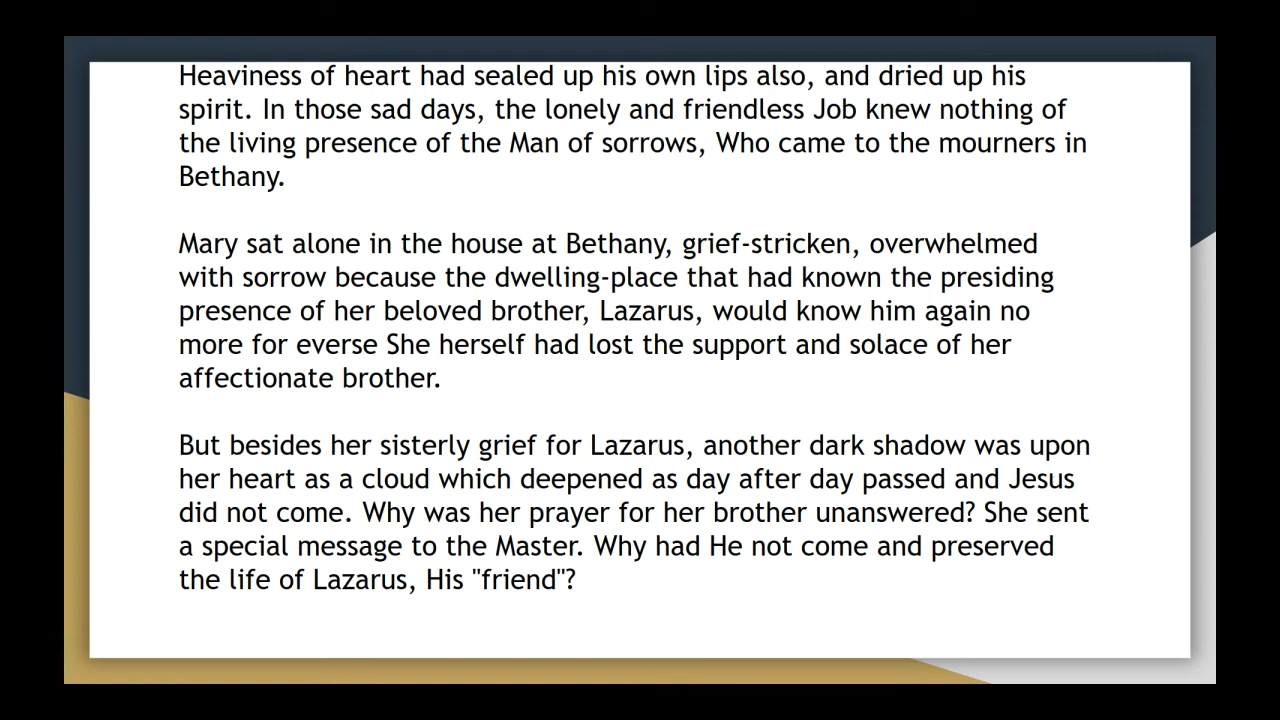 Heaviness of heart had sealed up his own lips also, and dried up his
spirit. In those sad days, the lonely and friendless Job knew nothing of
the living presence of the Man of sorrows, Who came to the mourners in
Bethany.
Mary sat alone in the house at Bethany, grief-stricken, overwhelmed
with sorrow because the dwelling-place that had known the presiding
presence of her beloved brother, Lazarus, would know him again no
more for everse She herself had lost the support and solace of her
affectionate brother.
But besides her sisterly grief for Lazarus, another dark shadow was upon
her heart as a cloud which deepened as day after day passed and Jesus
did not come. Why was her prayer for her brother unanswered? She sent
a special message to the Master. Why had He not come and preserved
the life of Lazarus, His "friend"?